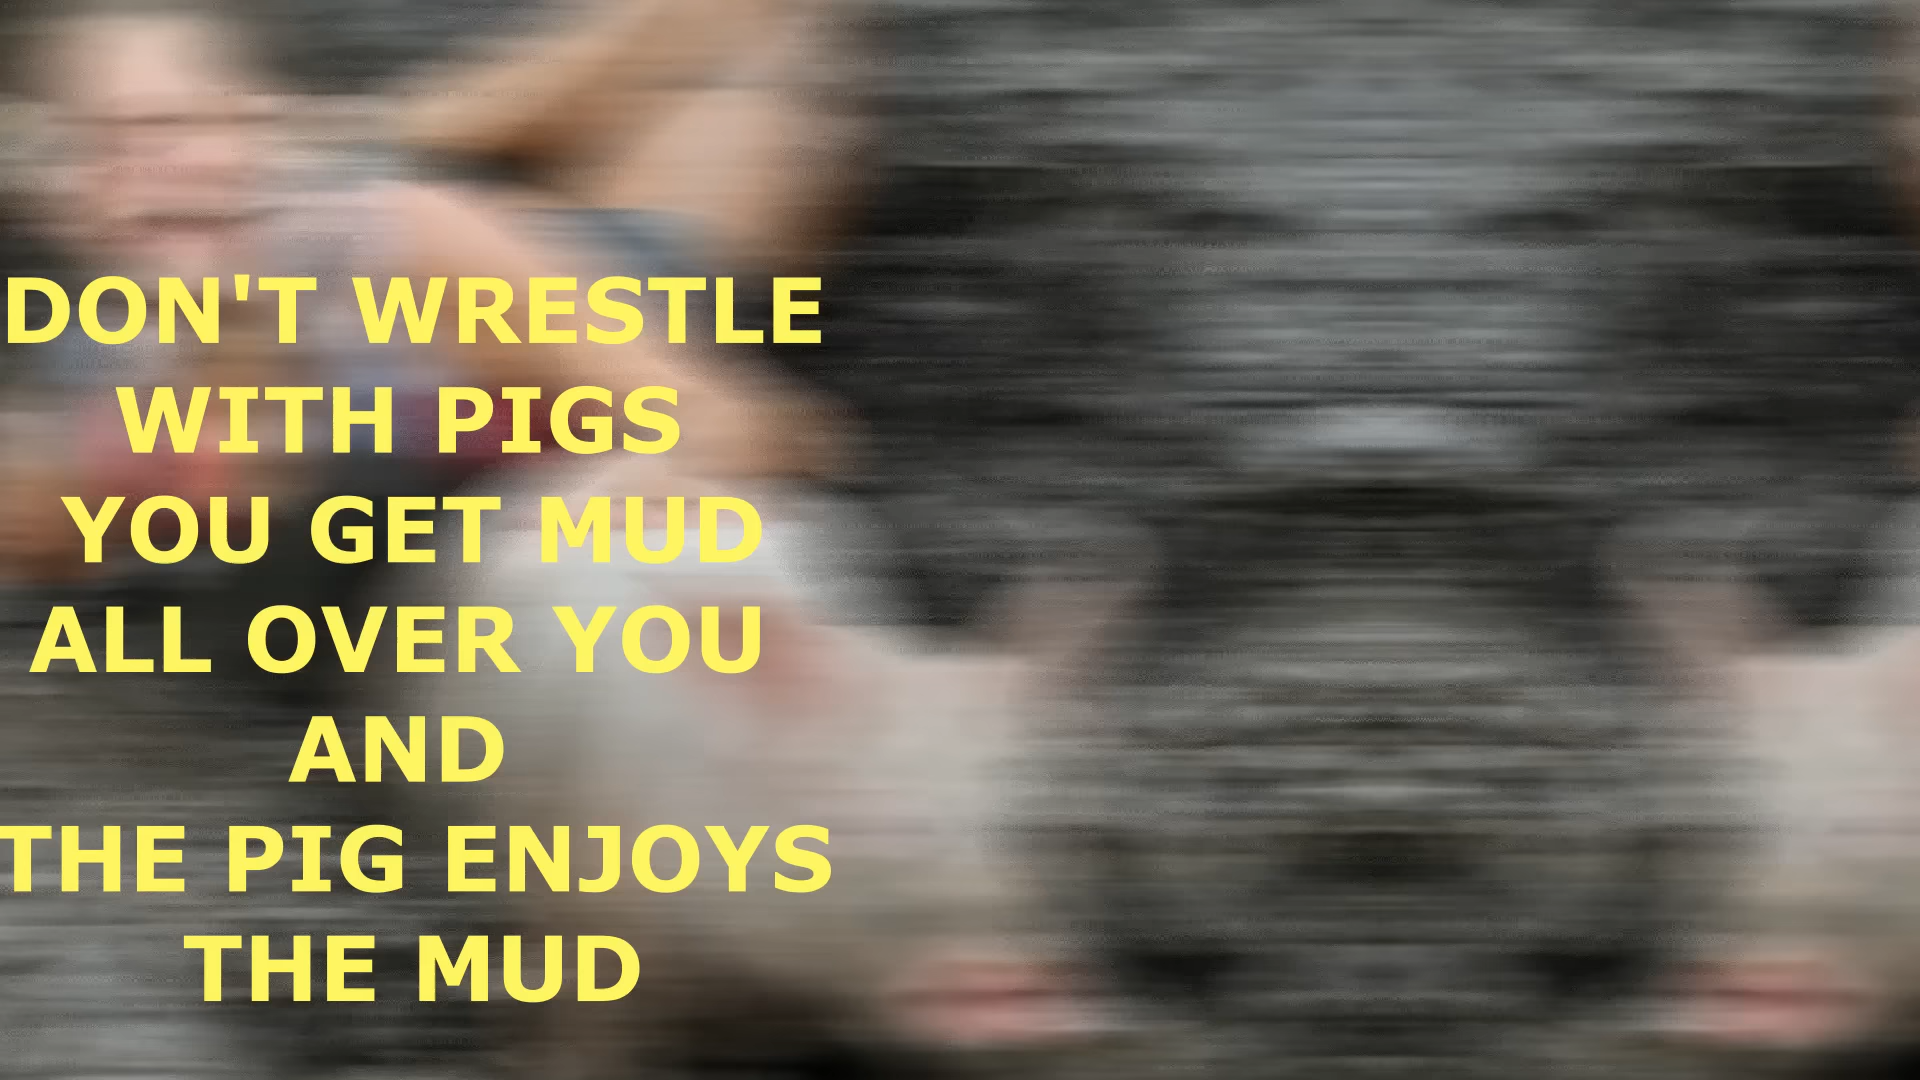 DON'T WRESTLE
WITH PIGS
YOU GET MUD
ALL OVER YOU
AND
THE PIG ENJOYS
THE MUD